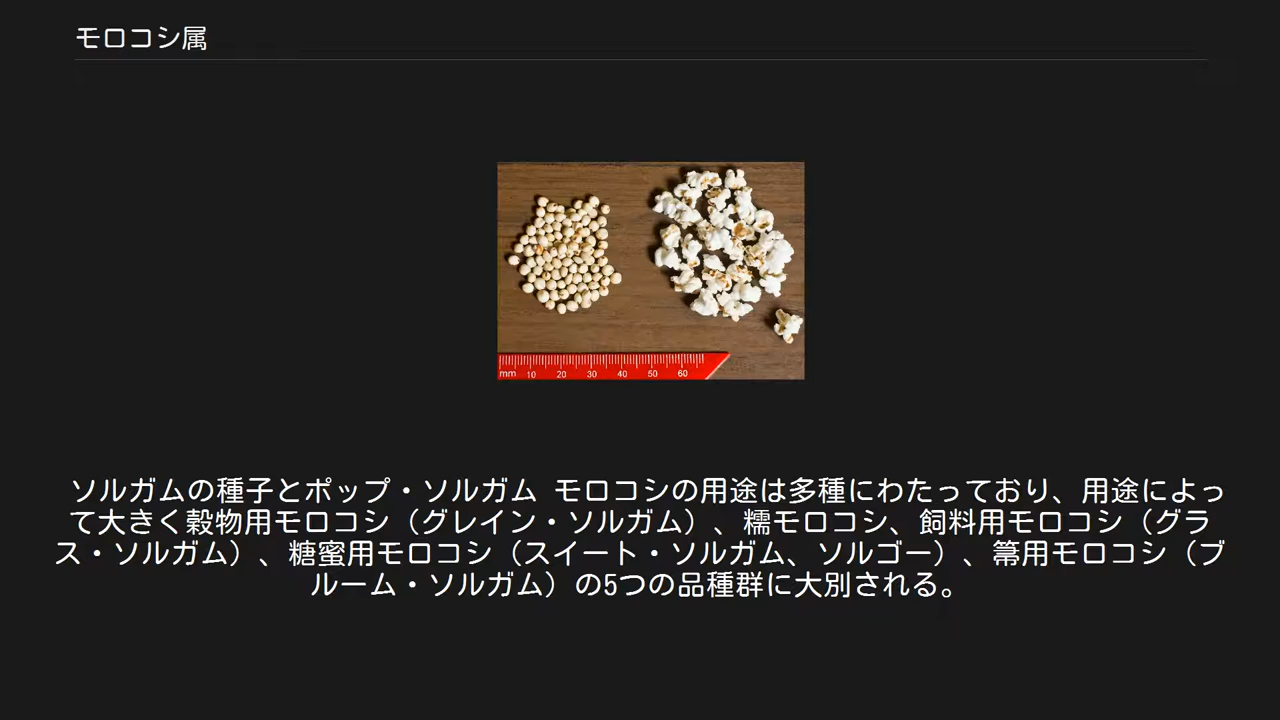 モロコシ属
mm 10 20 30 40 50 60
ソルガムの種子とポップ・ソルガム モロコシの用途は多種にわたっており、用途によっ
て大きく穀物用モロコシ（グレイン・ソルガム）、糯モロコシ、飼料用モロコシ（グラ
ス・ソルガム）、糖蜜用モロコシ（スイート・ソルガム、ソルゴー）、箒用モロコシ（ブ
ルーム・ソルガム）の5つの品種群に大別される。